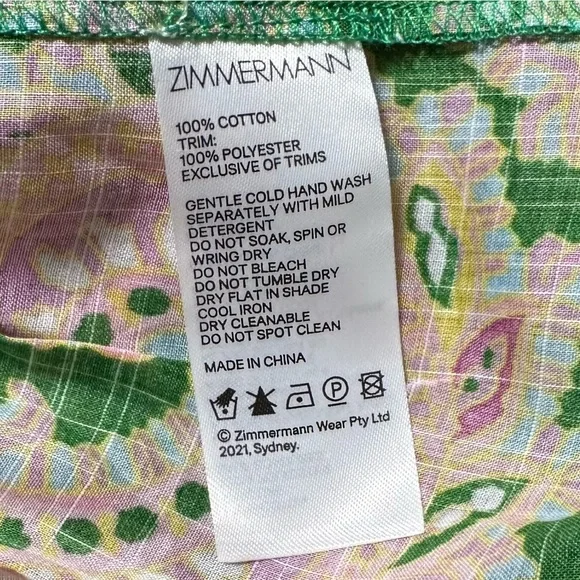 ZIMMERMANN
100% COTTON
TRIM:
100% POLYESTER
EXCLUSIVE OF TRIMS
GENTLE COLD HAND WASH
SEPARATELY WITH MILD
DETERGENT
DO NOT SOAK, SPIN OR
WRING DRY
DO NOT BLEACH
DO NOT TUMBLE DRY
DRY FLAT IN SHADE
COOL IRON
DRY CLEANABLE
DO NOT SPOT CLEAN
MADE IN CHINA
P
© Zimmermann Wear Pty Ltd
2021, Sydney.